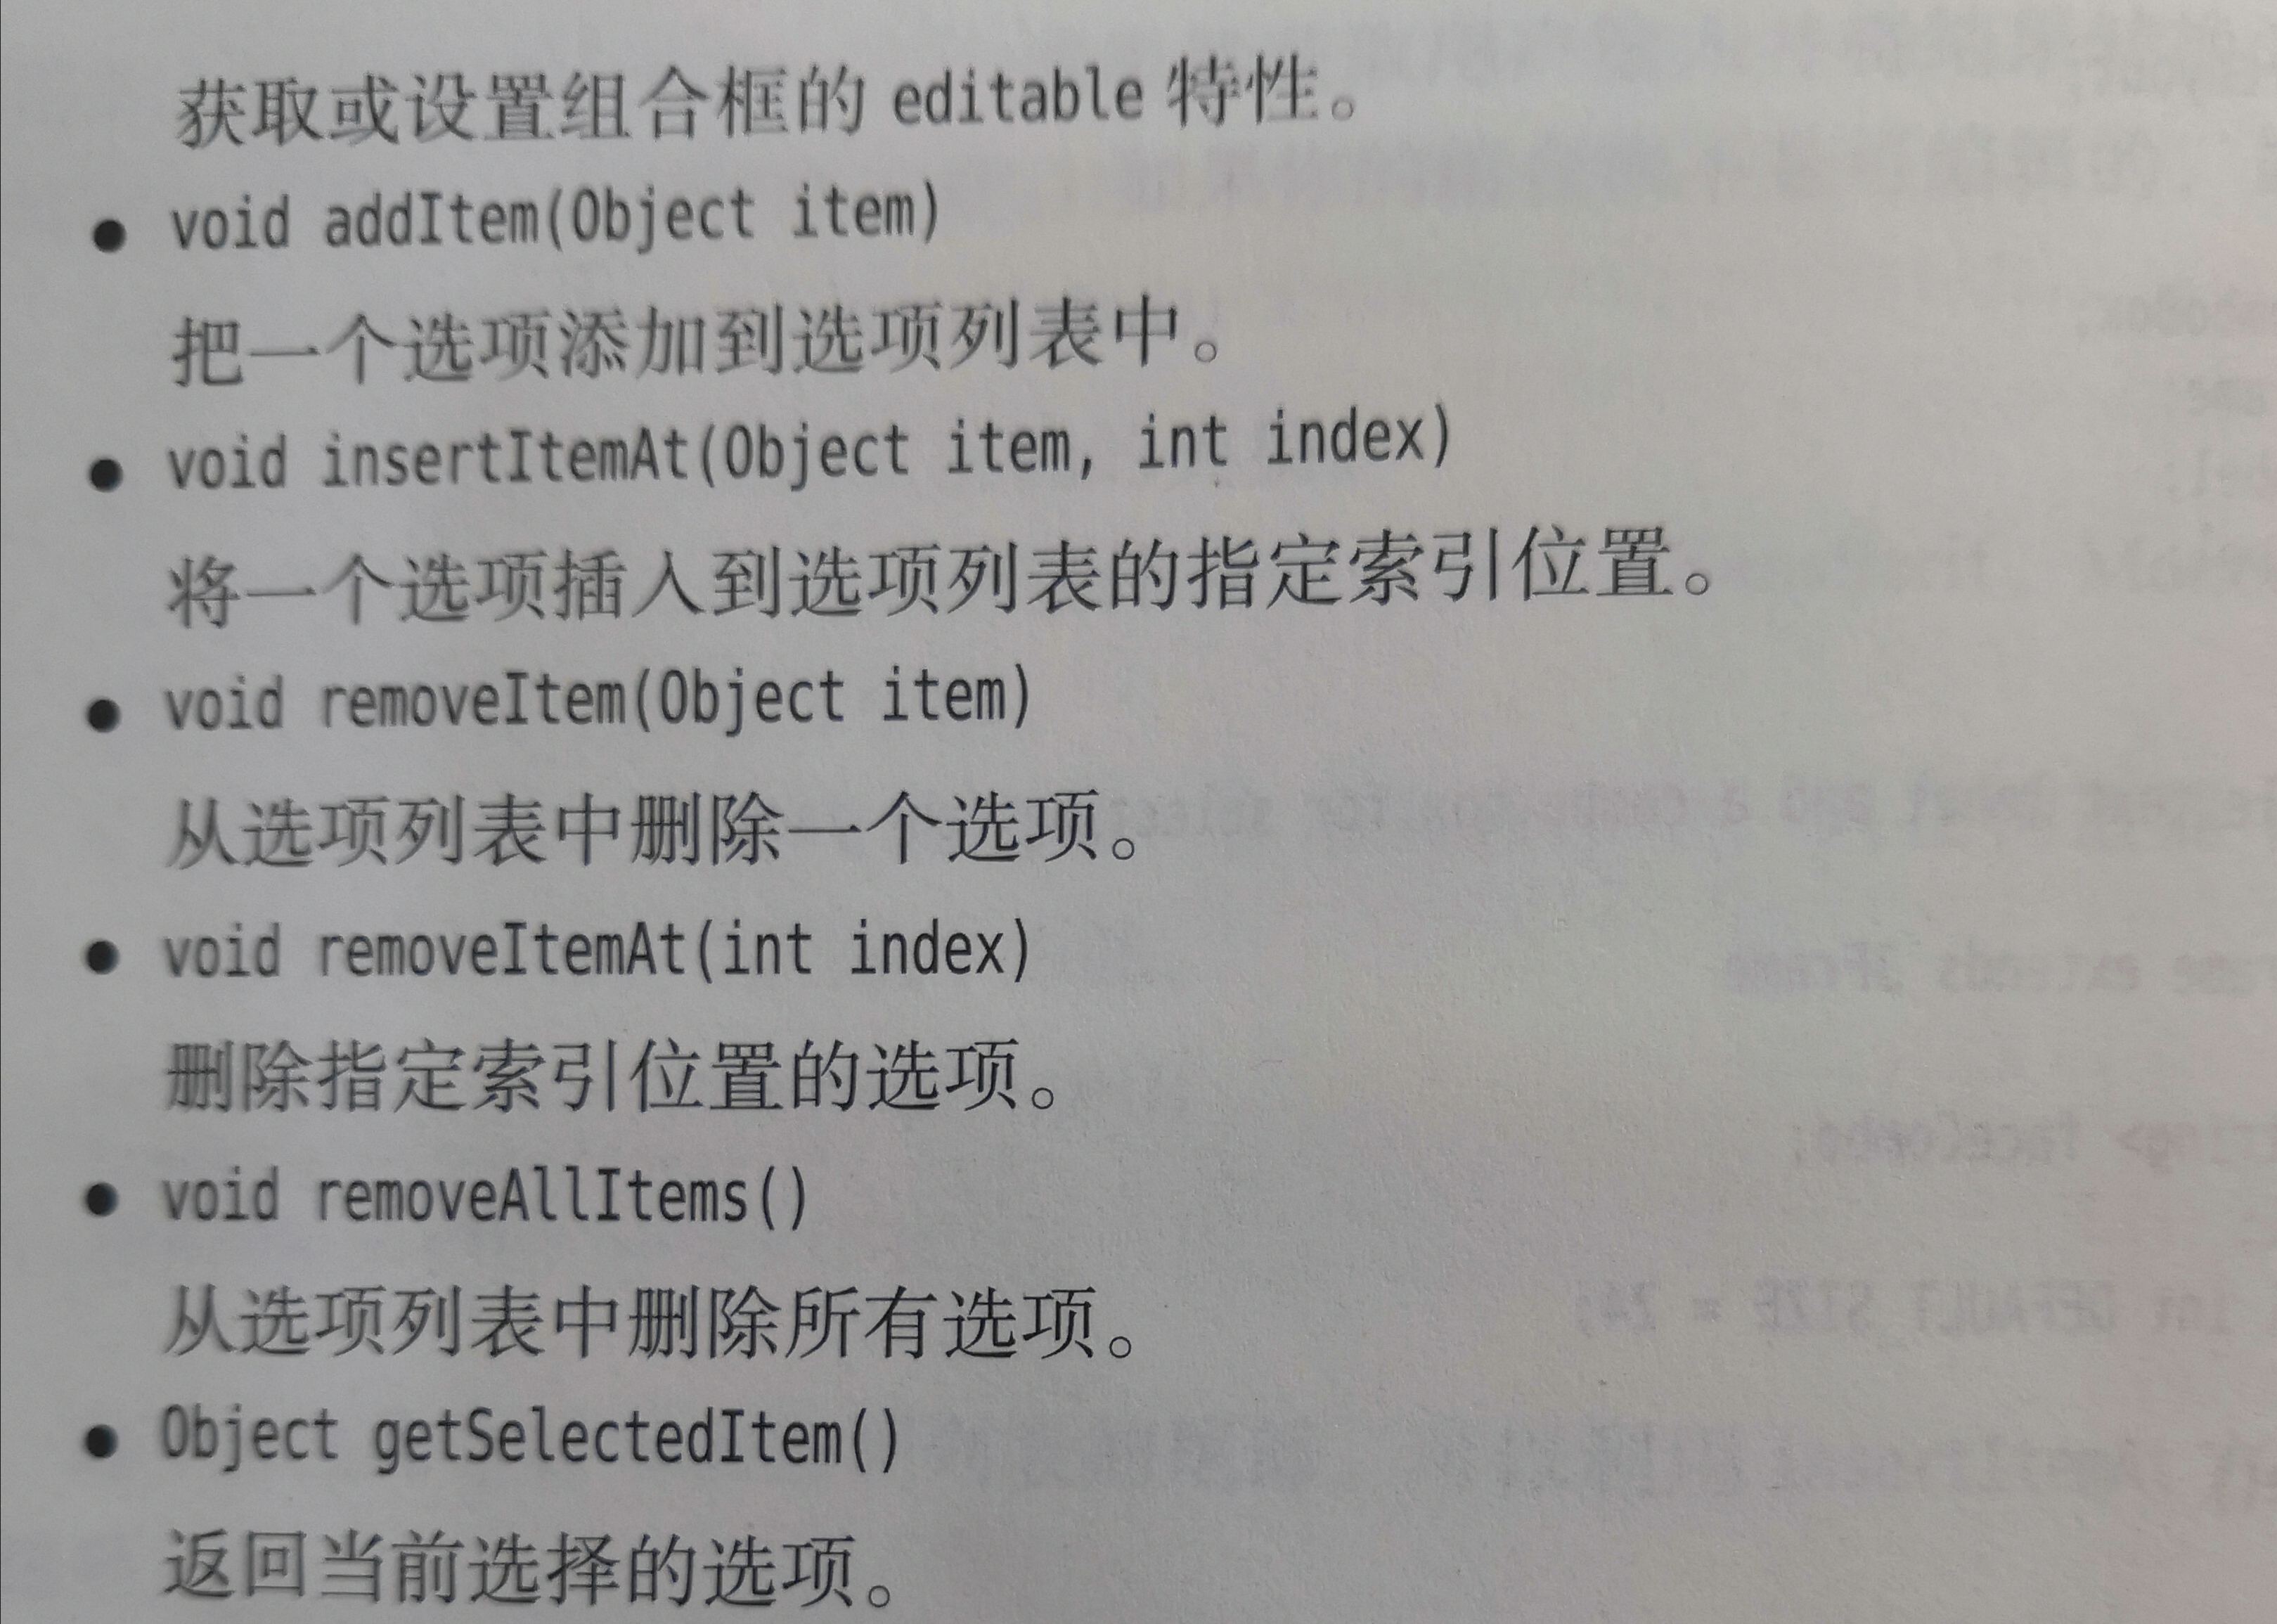 获取或设置组合框的 editable 特性。
● void addItem(Object item)
把一个选项添加到选项列表中。
● void insertItemAt(Object item, int index)
将一个选项插入到选项列表的指定索引位置。
● void removeItem(Object item)
从选项列表中删除一个选项。
● void removeItemAt(int index)
删除指定索引位置的选项。
● void removeAllItems()
从选项列表中删除所有选项。
● Object getSelectedItem()
返回当前选择的选项。